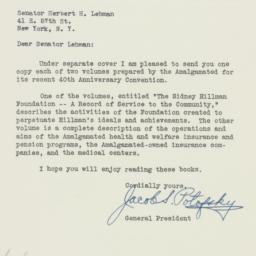 Senator Herbert H. Lehman
41 E. 57th St.
New York, N. Y.
Dear Senator Lehman:
Under separate cover I am pleased to send you one
copy each of two volumes prepared by the Amalgamated for
its recent 40th Anniversary Convention.
One of the volumes, entitled "The Sidney Hillman
Foundation -- A Record of Service to the Community,"
describes the activities of the Foundation created to
perpetuate Hillman's ideals and achievements. The other
volume is a complete description of the operations and
aims of the Amalgamated health and welfare insurance and
pension programs, the Amalgamated-owned insurance com-
panies, and the medical centers.
I hope you will enjoy reading these books.
Cordially yours,
Jacob S. Potofsky
General President